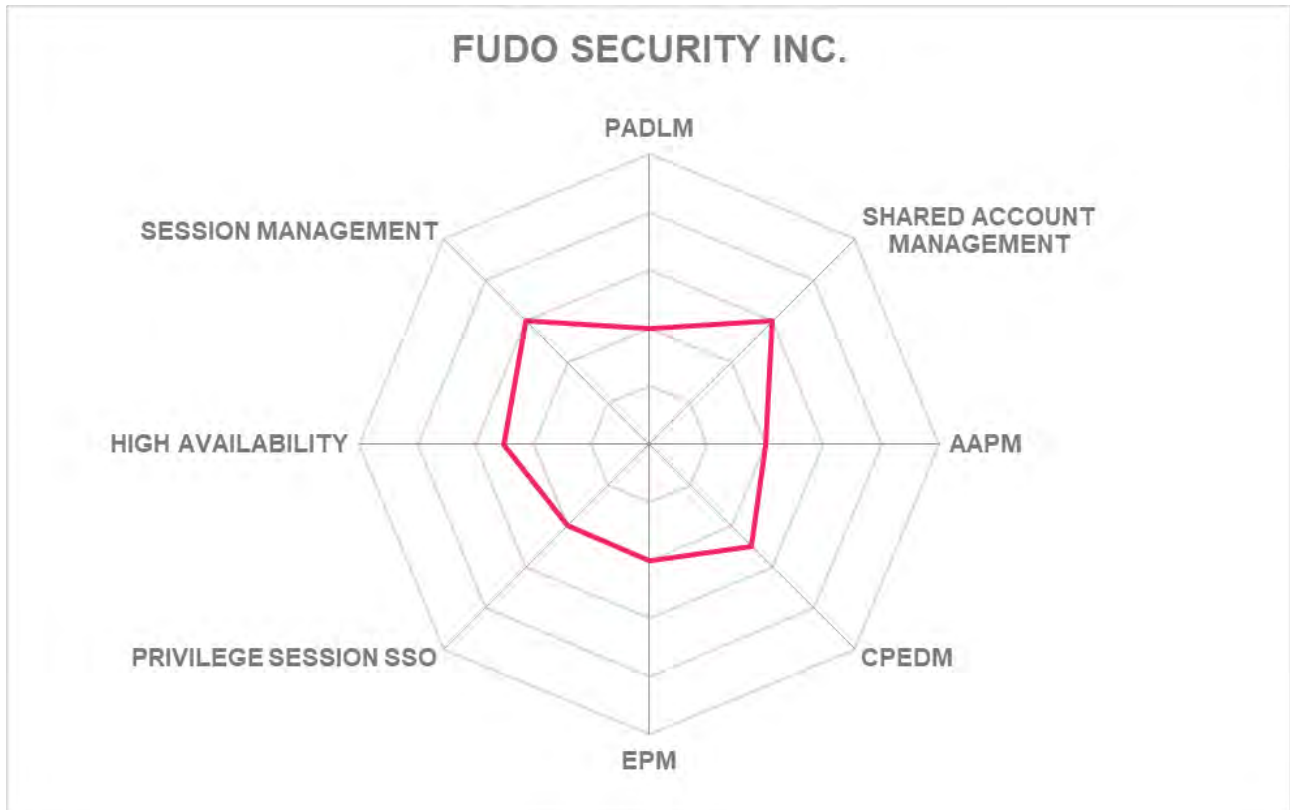 FUDO SECURITY INC.
PADLM
SHARED ACCOUNT
MANAGEMENT
SESSION MANAGEMENT
HIGH AVAILABILITY
AAPM
PRIVILEGE SESSION SSO
CPEDM
EPM